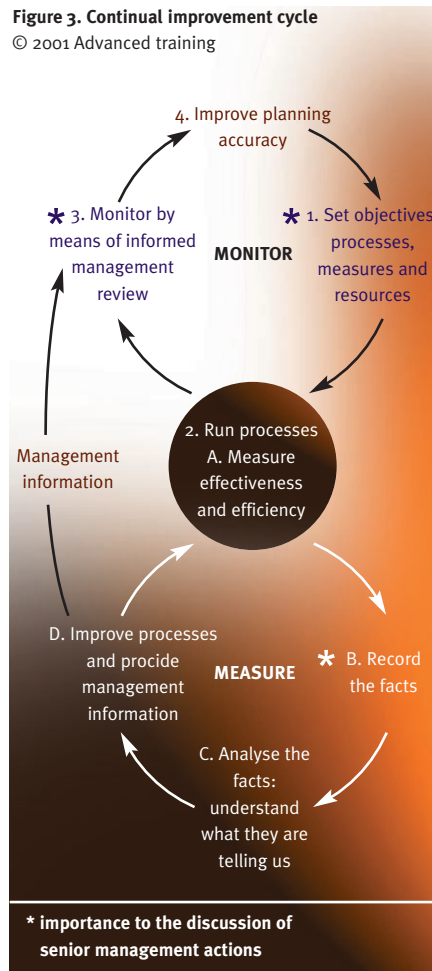 Figure 3. Continual improvement cycle
© 2001 Advanced training
4. Improve planning
accuracy
* 3. Monitor by
means of informed
management
review
MONITOR
* 1. Set objectives,
processes,
measures and
resources
2. Run processes
A. Measure
effectiveness
and efficiency
Management
information
D. Improve processes
and procide
management
information
MEASURE
* B. Record
the facts
C. Analyse the
facts:
understand
what they are
telling us
* importance to the discussion of
senior management actions